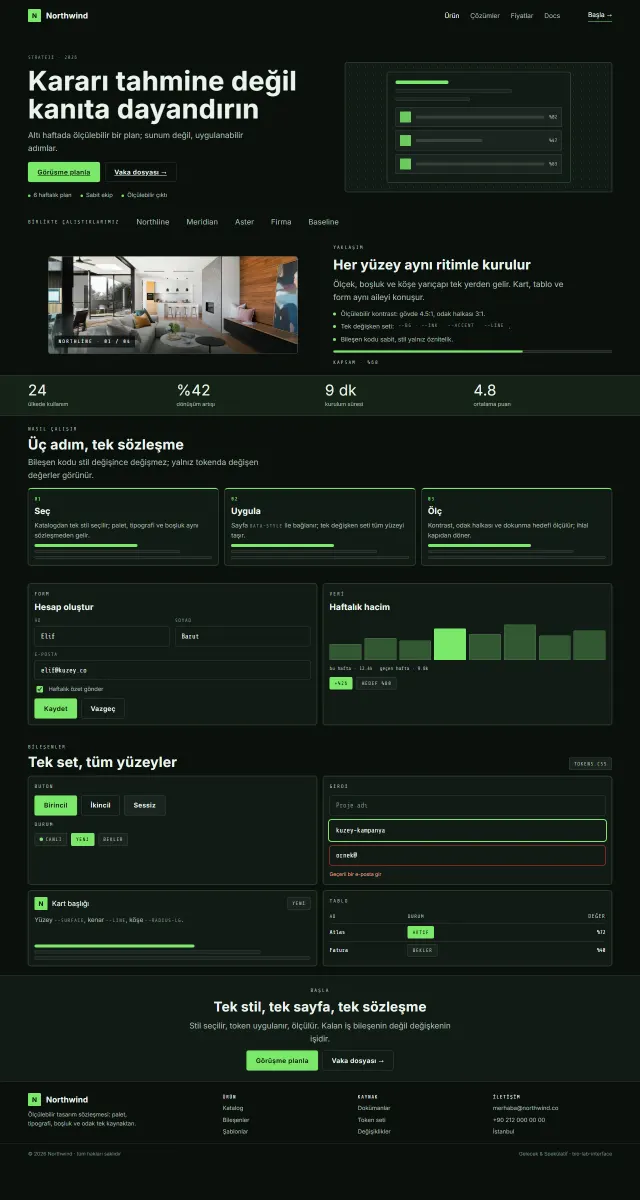 N Northwind
Ürün Çözümler Fiyatlar Docs Başla →
STRATEJİ 2026
Kararı tahmine değil
kanıta dayandırın
Altı haftada ölçülebilir bir plan; sunum değil, uygulanabilir
adımlar.
Görüşme planla Vaka dosyası →
6 haftalık plan Sabit ekip Ölçülebilir çıktı
%82
%47
BİRLİKTE ÇALIŞTIKLARIMIZ Northline Meridian Aster Firma Baseline
NORTHLINE · 01 / 04
YAKLAŞIM
Her yüzey aynı ritimle kurulur
Ölçek, boşluk ve köşe yarıçapı tek yerden gelir. Kart, tablo ve
form aynı aileyi konuşur.
Ölçülebilir kontrast: gövde 4.5:1, odak halkası 3:1.
Tek değişken seti: --BG · --INK --ACCENT --LINE .
Bileşen kodu sabit, stil yalnız öznitelik.
KAPSAM · %68
24
ülkede kullanım
%42
dönüşüm artışı
9 dk
kurulum süresi
4.8
ortalama puan
NASIL ÇALIŞIR
Üç adım, tek sözleşme
Bileşen kodu stil değişince değişmez; yalnız tokenda değişen
değerler görünür.
01
Seç
Katalogdan tek stil seçilir; palet, tipografi ve boşluk aynı
sözleşmeden gelir.
02
Uygula
Sayfa DATA-STYLE ile bağlanır; tek değişken seti tüm yüzeyi
taşır.
03
Ölç
Kontrast, odak halkası ve dokunma hedefi ölçülür; ihlal
kapıdan döner.
FORM
Hesap oluştur
AD SOYAD
Elif Barut
E-POSTA
elif@kuzey.co
Haftalık özet gönder
Kaydet Vazgeç
VERİ
Haftalık hacim
bu hafta · 12.4k geçen hafta · 9.8k
+%26 HEDEF %80
BİLEŞENLER
Tek set, tüm yüzeyler
TOKENS.CSS
BUTON
Birincil İkincil Sessiz
DURUM
CANLI YENİ BEKLER
GİRDİ
Proje adı
kuzey-kampanya
ornek@
Geçerli bir e-posta gir
N Kart başlığı YENİ
Yüzey --SURFACE, kenar --LINE, köşe --RADIUS-LG.
TABLO
AD DURUM DEĞER
Atlas AKTİF %72
Fatura BEKLER %48
BAŞLA
Tek stil, tek sayfa, tek sözleşme
Stil seçilir, token uygulanır, ölçülür. Kalan iş bileşenin değil değişkenin
işidir.
Görüşme planla Vaka dosyası →
N Northwind
Ölçülebilir tasarım sözleşmesi: palet,
tipografi, boşluk ve odak tek kaynaktan.
ÜRÜN
Katalog
Bileşenler
Şablonlar
KAYNAK
Dokümanlar
Token seti
Değişiklikler
İLETİŞİM
merhaba@northwind.co
+90 212 000 00 00
İstanbul
© 2026 Northwind · tüm hakları saklıdır